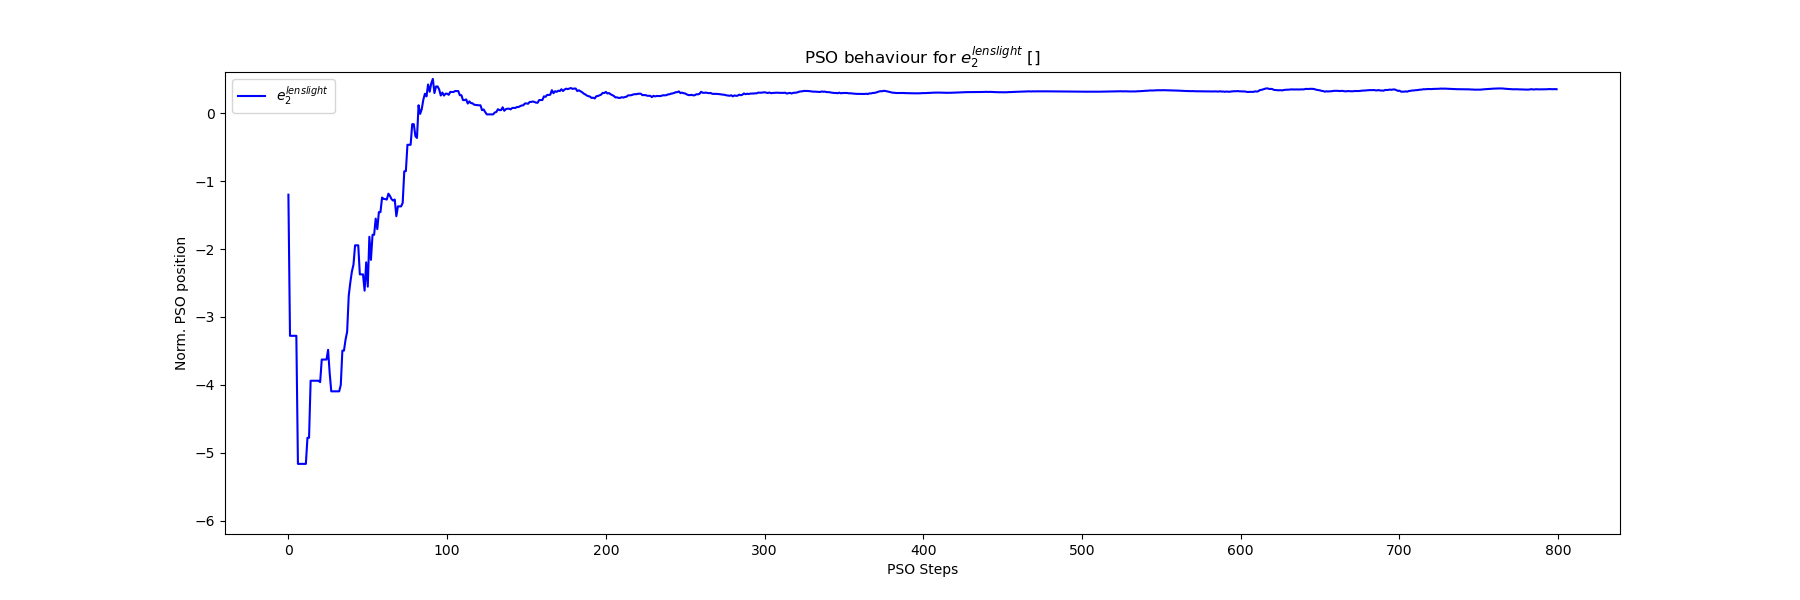 PSO behaviour for $e_2^{lenslight}$ []
$e_2^{lenslight}$
Norm. PSO position
0
−1
−2
−3
−4
−5
−6
0 100 200 300 400 500 600 700 800
PSO Steps